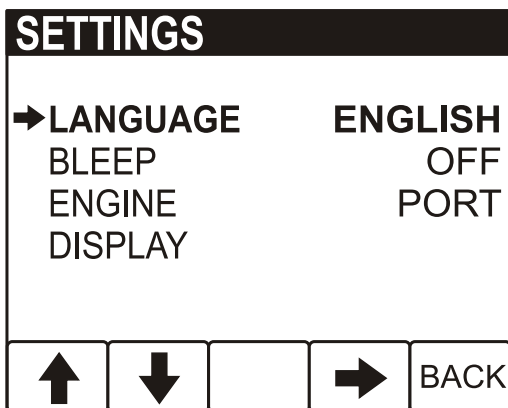 SETTINGS
LANGUAGE ENGLISH
BLEEP OFF
ENGINE PORT
DISPLAY
BACK